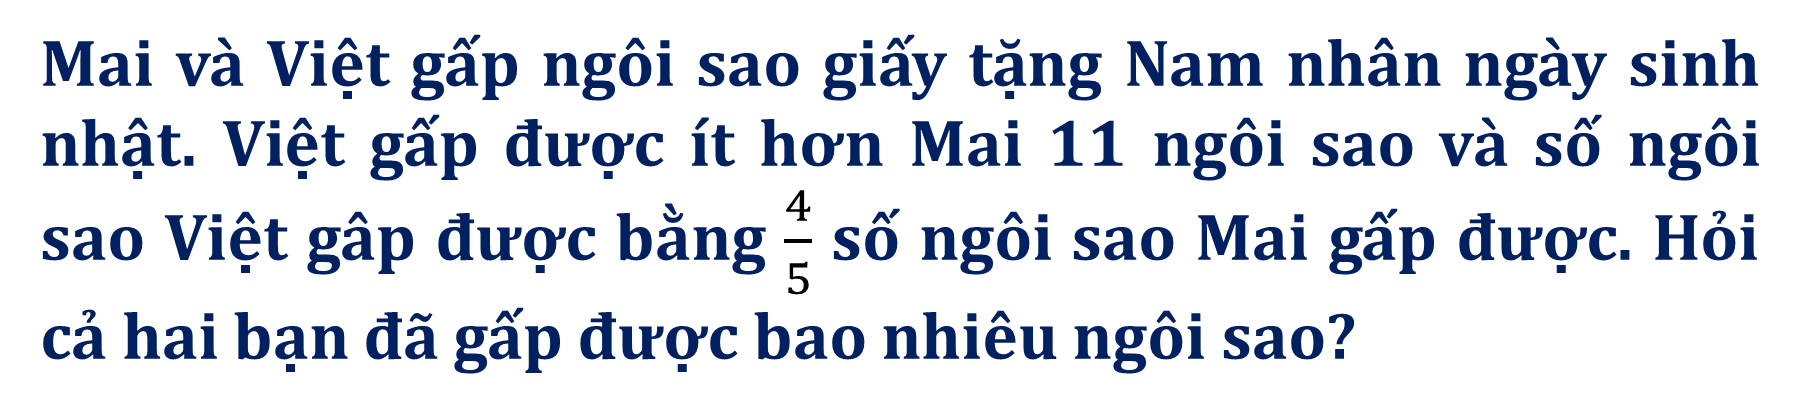 Mai và Việt gấp ngôi sao giấy tặng Nam nhân ngày sinh
nhật. Việt gấp được ít hơn Mai 11 ngôi sao và số ngôi
sao Việt gâp được bằng 4/5 số ngôi sao Mai gấp được. Hỏi
cả hai bạn đã gấp được bao nhiêu ngôi sao?